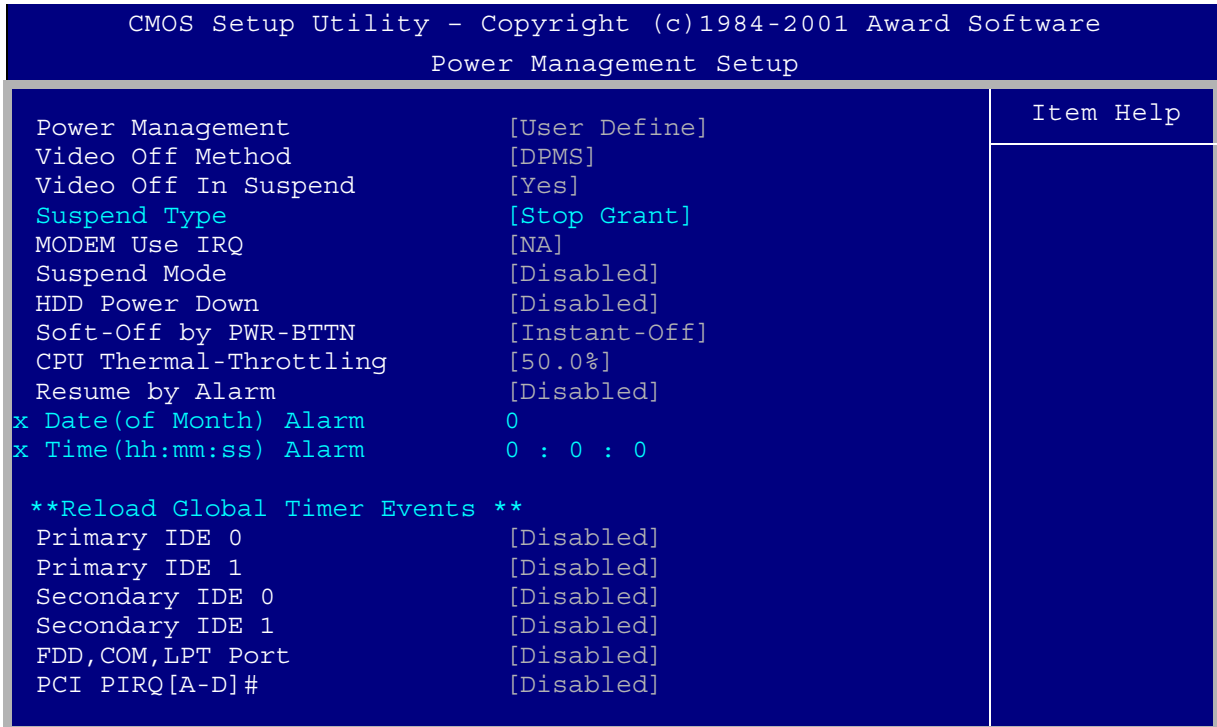 CMOS Setup Utility – Copyright (c)1984-2001 Award Software
Power Management Setup
Item Help
Power Management [User Define]
Video Off Method [DPMS]
Video Off In Suspend [Yes]
Suspend Type [Stop Grant]
MODEM Use IRQ [NA]
Suspend Mode [Disabled]
HDD Power Down [Disabled]
Soft-Off by PWR-BTTN [Instant-Off]
CPU Thermal-Throttling [50.0%]
Resume by Alarm [Disabled]
x Date(of Month) Alarm 0
x Time(hh:mm:ss) Alarm 0 : 0 : 0
**Reload Global Timer Events **
Primary IDE 0 [Disabled]
Primary IDE 1 [Disabled]
Secondary IDE 0 [Disabled]
Secondary IDE 1 [Disabled]
FDD,COM,LPT Port [Disabled]
PCI PIRQ[A-D]# [Disabled]